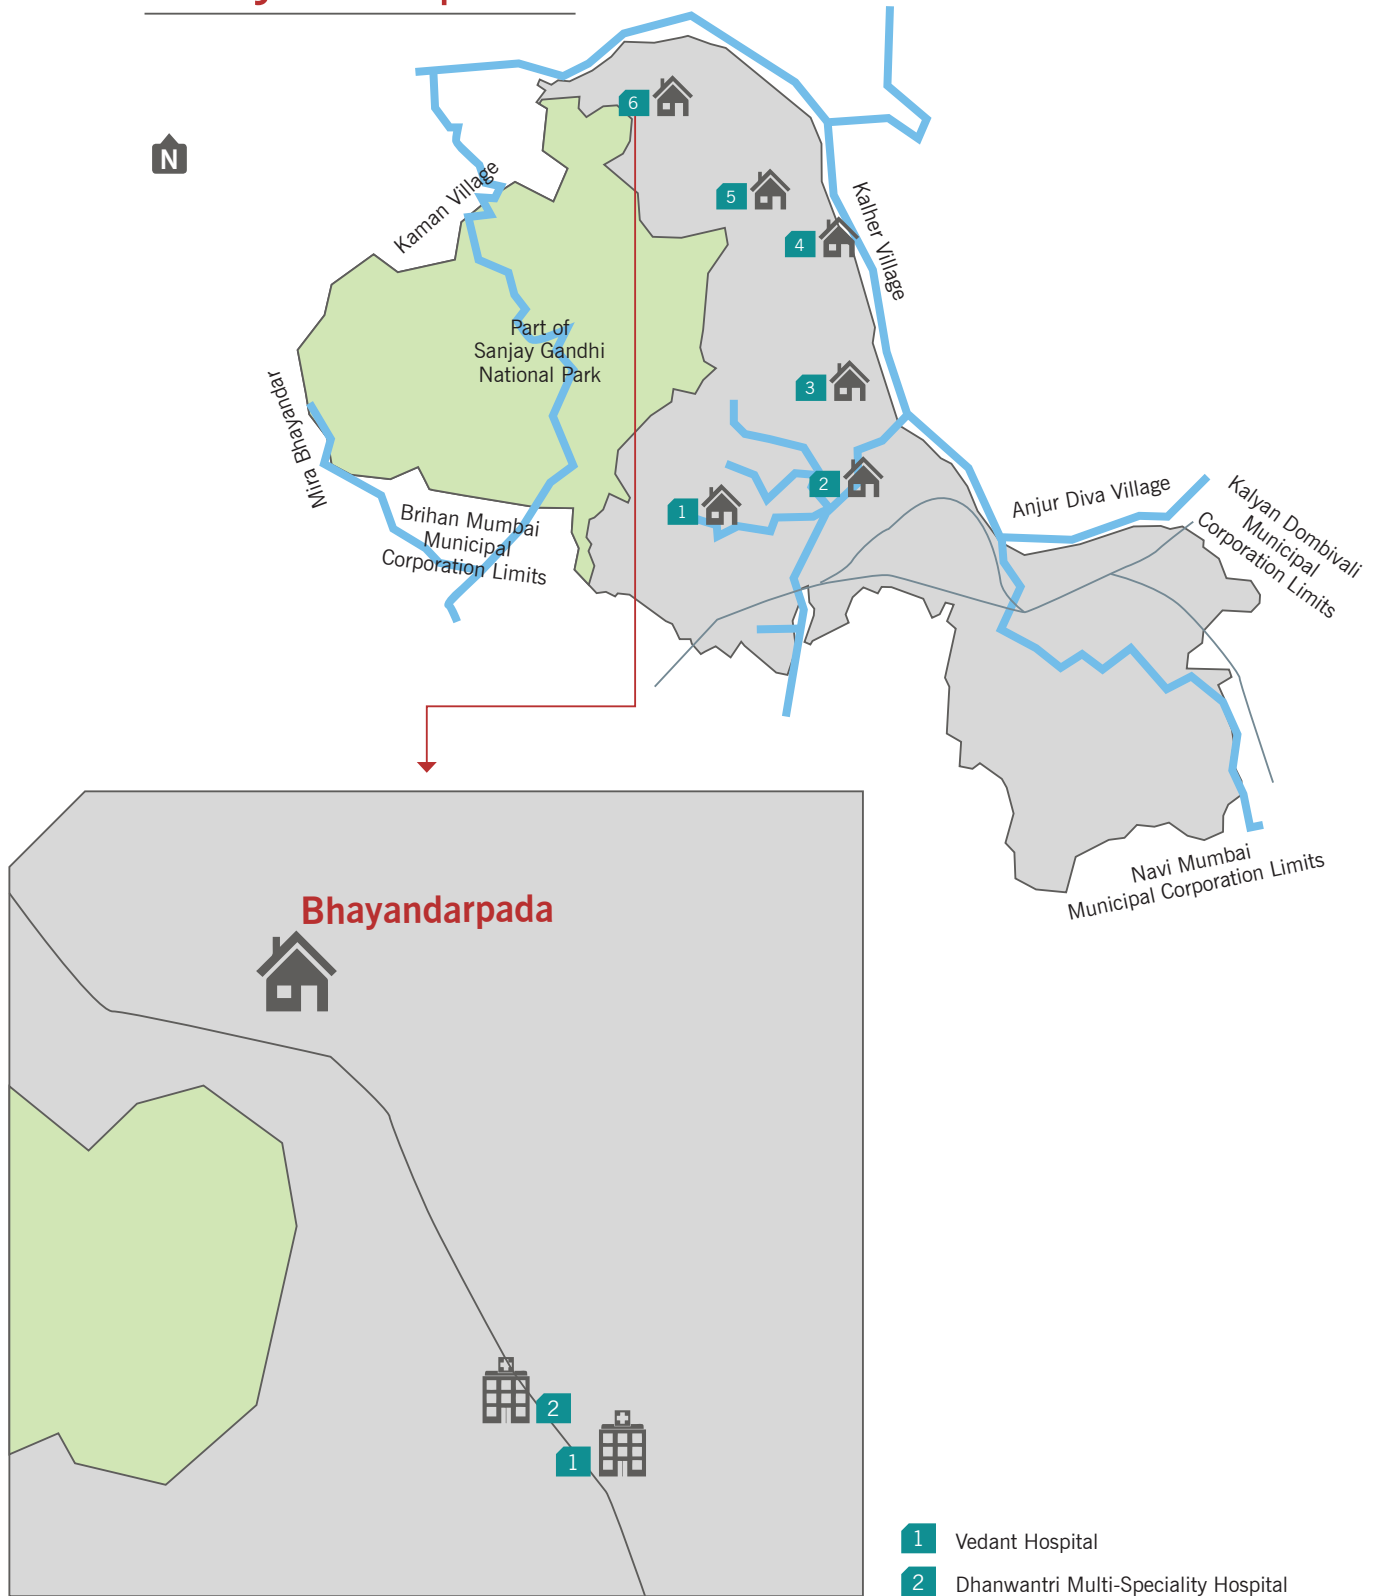 6
N
5
Kaman Village
Kalher Village
4
Part of
Sanjay Gandhi
National Park
3
Mira Bhayandar
2
1
Anjur Diva Village
Kalyan Dombivali
Municipal
Corporation Limits
Brihan Mumbai
Municipal
Corporation Limits
Navi Mumbai
Municipal Corporation Limits
Bhayandarpada
2
1
1 Vedant Hospital
2 Dhanwantri Multi-Speciality Hospital